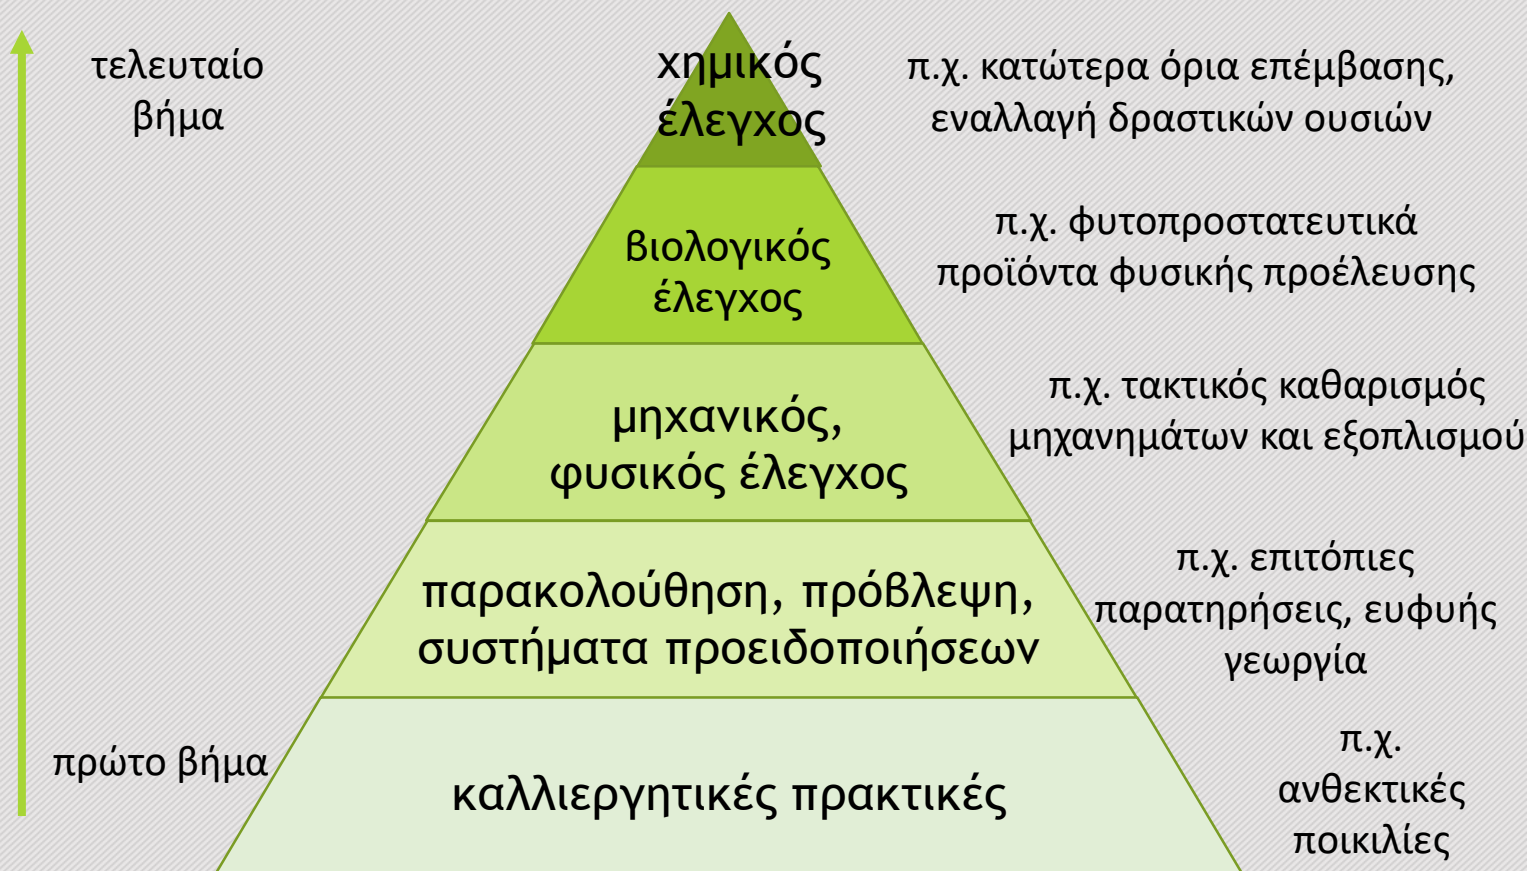 τελευταίο
βήμα
χημικός
έλεγχος
π.χ. κατώτερα όρια επέμβασης,
εναλλαγή δραστικών ουσιών
βιολογικός
έλεγχος
π.χ. φυτοπροστατευτικά
προϊόντα φυσικής προέλευσης
μηχανικός,
φυσικός έλεγχος
π.χ. τακτικός καθαρισμός
μηχανημάτων και εξοπλισμού
παρακολούθηση, πρόβλεψη,
συστήματα προειδοποιήσεων
π.χ. επιτόπιες
παρατηρήσεις, ευφυής
γεωργία
πρώτο βήμα
καλλιεργητικές πρακτικές
π.χ.
ανθεκτικές
ποικιλίες